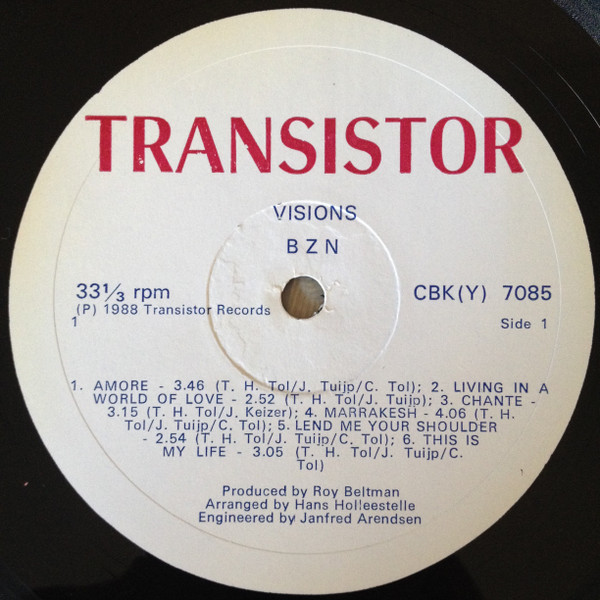 TRANSISTOR
VISIONS
BZN
33⅓ rpm
CBK(Y) 7085
(P) 1988 Transistor Records
1
Side 1
1. AMORE - 3.46 (T. H. Tol/J. Tuijp/C. Tol); 2. LIVING IN A
WORLD OF LOVE - 2.52 (T. H. Tol/J. Tuijp); 3. CHANTE -
3.15 (T. H. Tol/J. Keizer); 4. MARRAKESH - 4.06 (T. H.
Tol/J. Tuijp/C. Tol); 5. LEND ME YOUR SHOULDER
- 2.54 (T. H. Tol/J. Tuijp/C. Tol); 6. THIS IS
MY LIFE - 3.05 (T. H. Tol/J. Tuijp/C.
Tol)
Produced by Roy Beltman
Arranged by Hans Holleestelle
Engineered by Janfred Arendsen